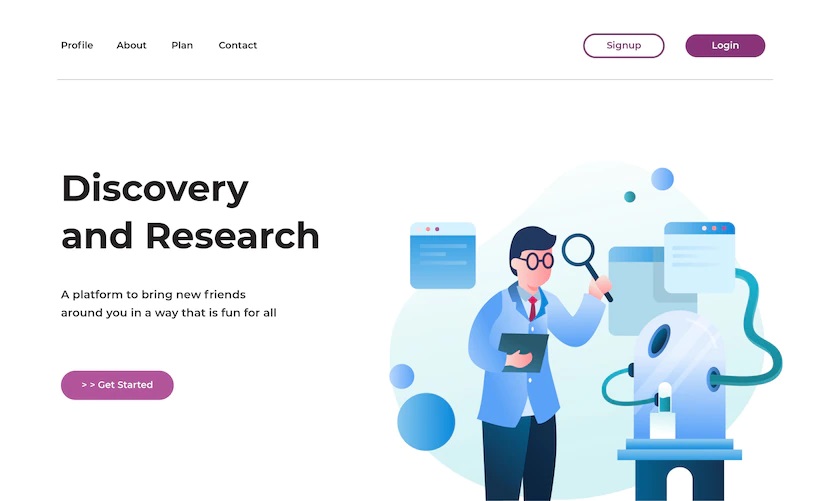 Profile About Plan Contact Signup Login
Discovery
and Research
A platform to bring new friends
around you in a way that is fun for all
> > Get Started